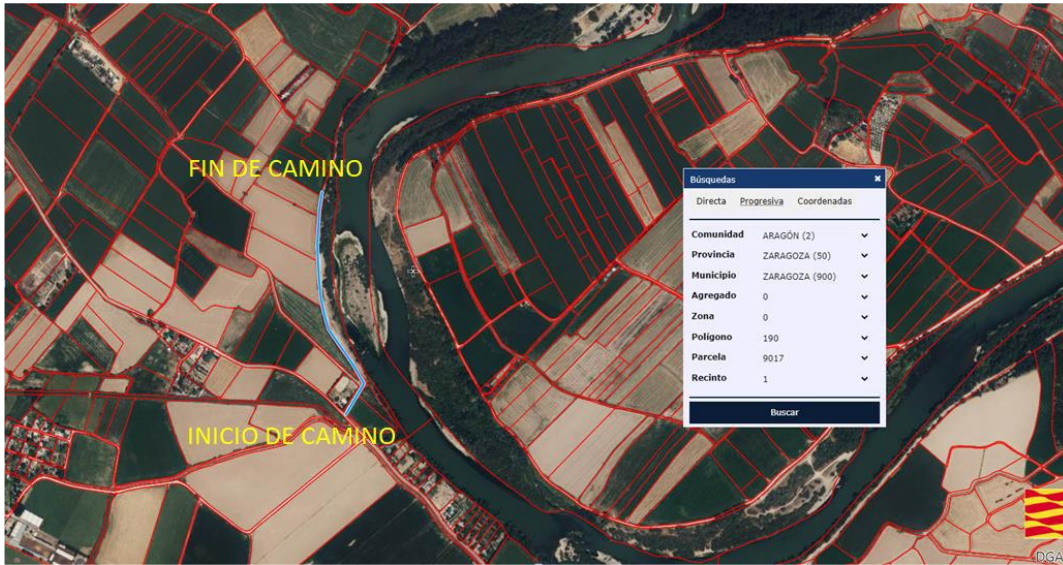 FIN DE CAMINO
INICIO DE CAMINO
Búsquedas ×
Directa Progresiva Coordenadas
Comunidad ARAGÓN (2)
Provincia ZARAGOZA (50)
Municipio ZARAGOZA (900)
Agregado 0
Zona 0
Polígono 190
Parcela 9017
Recinto 1
Buscar
DGA